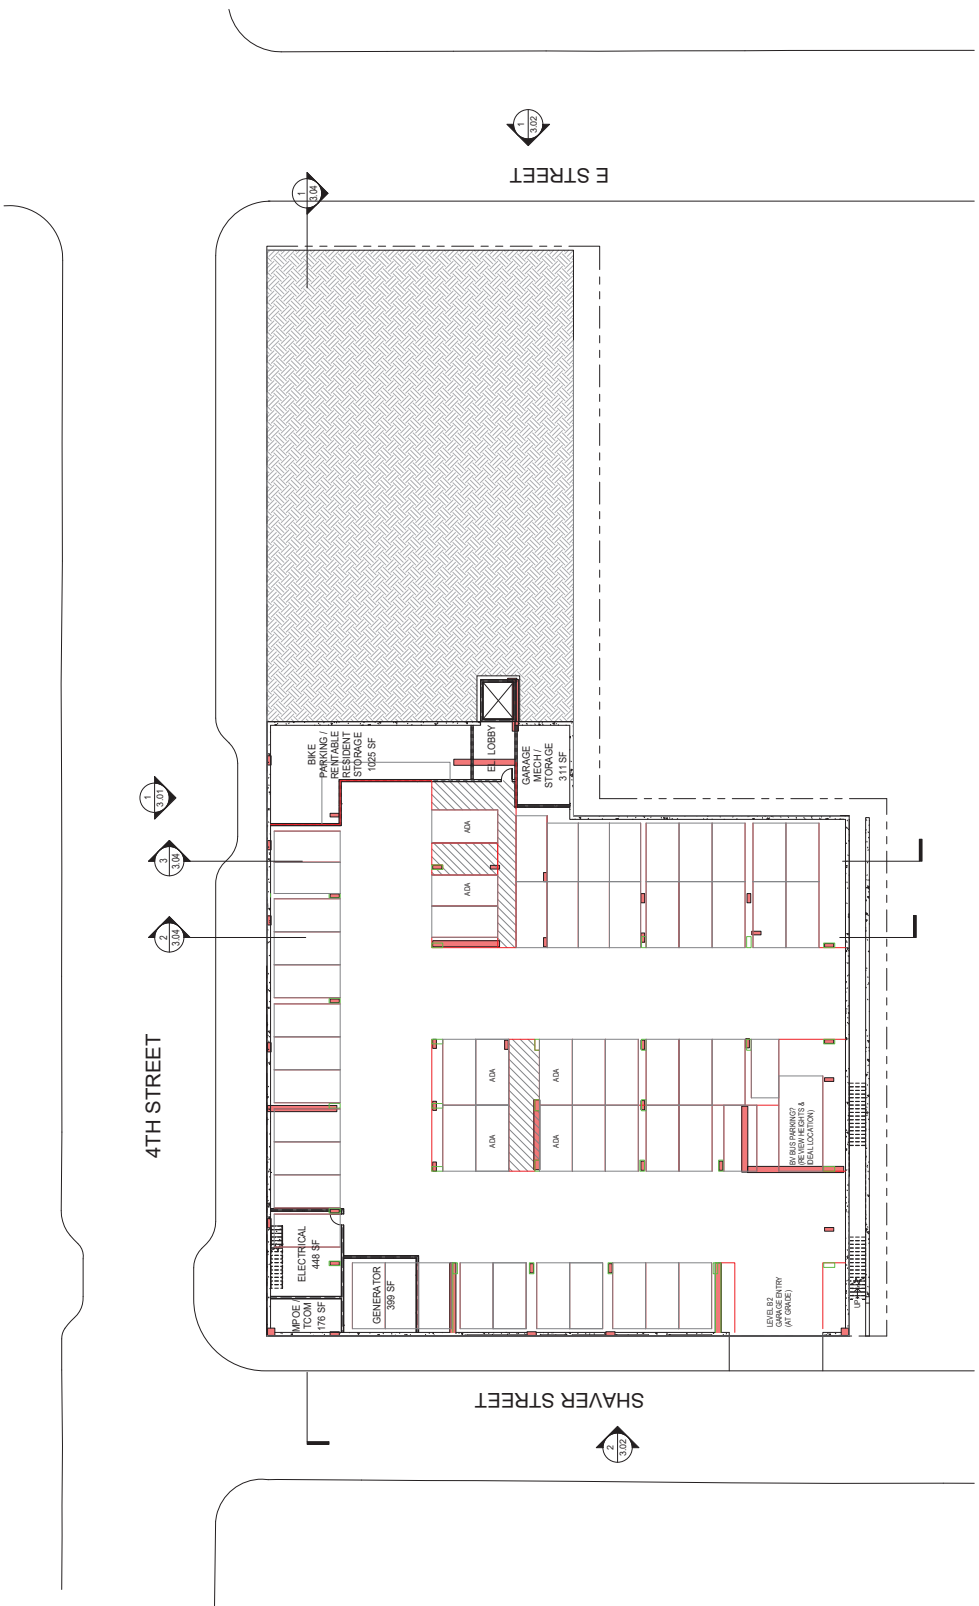 1
3.02
E STREET
1
3.04
BIKE
PARKING /
RENTABLE
RESIDENT
STORAGE
1025 SF
EL. LOBBY
GARAGE
MECH /
STORAGE
311 SF
1
3.01
3
3.04
2
3.04
ADA
ADA
4TH STREET
ADA
ADA
ADA
ADA
BV BUS PARKING?
(REVIEW HEIGHTS &
IDEAL LOCATION)
ELECTRICAL
448 SF
MPOE /
TCOM
176 SF
GENERATOR
399 SF
LEVEL B2
GARAGE ENTRY
(AT GRADE)
UP
SHAVER STREET
2
3.02